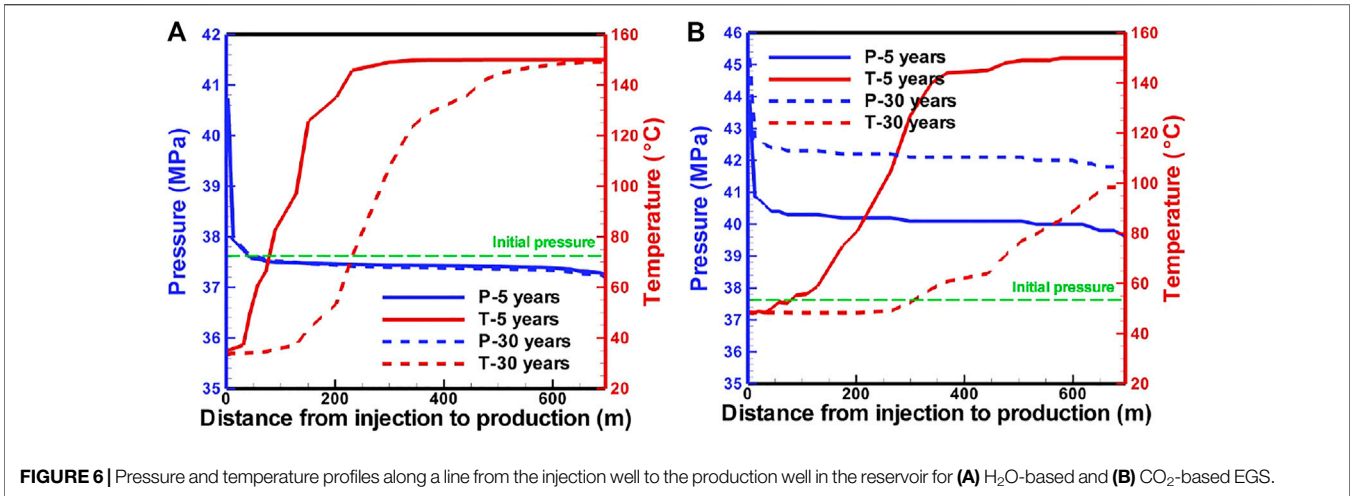 A
42
41
40
39
38
37
36
35
Pressure (MPa)
160
140
120
100
80
60
40
20
Temperature (°C)
Initial pressure
P-5 years
T-5 years
P-30 years
T-30 years
0
200
400
600
Distance from injection to production (m)
B
46
45
44
43
42
41
40
39
38
37
36
35
Pressure (MPa)
160
140
120
100
80
60
40
20
Temperature (°C)
P-5 years
T-5 years
P-30 years
T-30 years
Initial pressure
0
200
400
600
Distance from injection to production (m)
FIGURE 6 | Pressure and temperature profiles along a line from the injection well to the production well in the reservoir for (A) H₂O-based and (B) CO₂-based EGS.